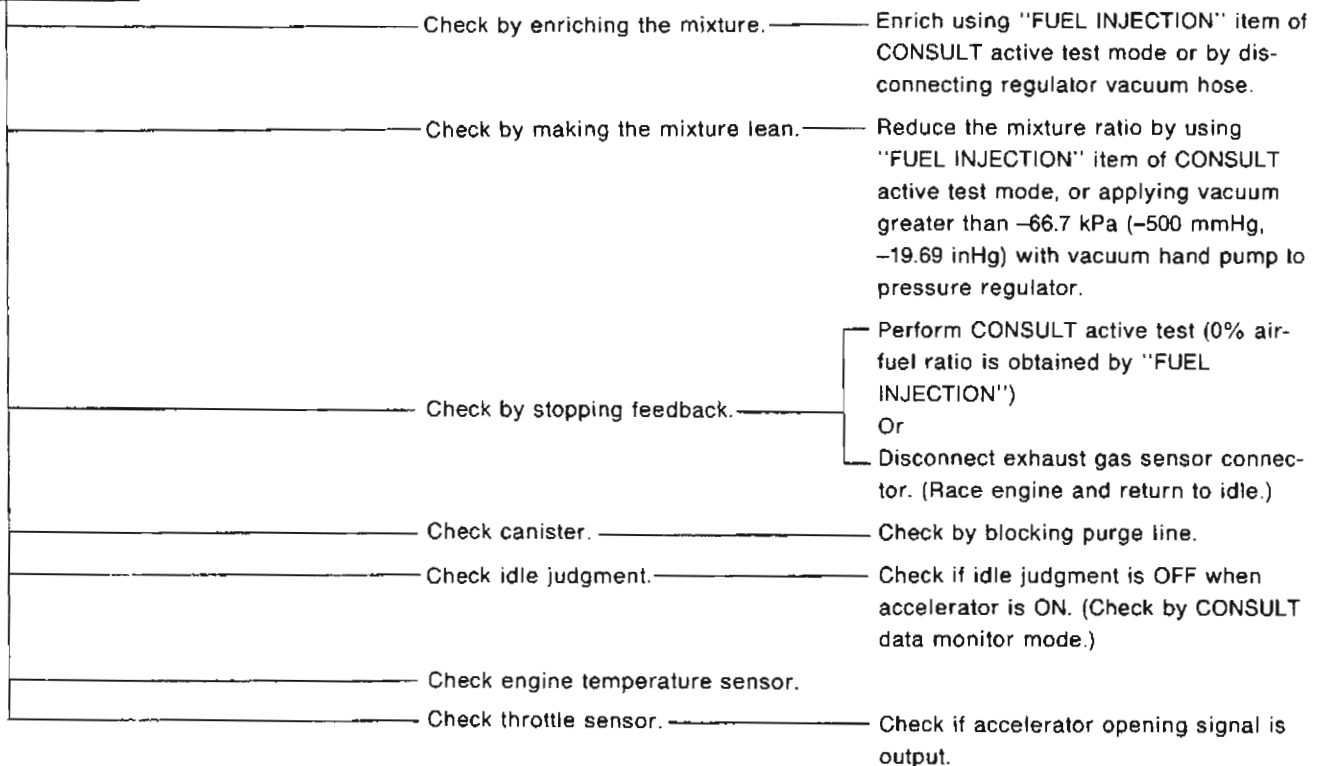 Check by enriching the mixture.
Enrich using "FUEL INJECTION" item of
CONSULT active test mode or by dis-
connecting regulator vacuum hose.
Check by making the mixture lean.
Reduce the mixture ratio by using
"FUEL INJECTION" item of CONSULT
active test mode, or applying vacuum
greater than –66.7 kPa (–500 mmHg,
–19.69 inHg) with vacuum hand pump to
pressure regulator.
Check by stopping feedback.
Perform CONSULT active test (0% air-
fuel ratio is obtained by "FUEL
INJECTION")
Or
Disconnect exhaust gas sensor connec-
tor. (Race engine and return to idle.)
Check canister.
Check by blocking purge line.
Check idle judgment.
Check if idle judgment is OFF when
accelerator is ON. (Check by CONSULT
data monitor mode.)
Check engine temperature sensor.
Check throttle sensor.
Check if accelerator opening signal is
output.